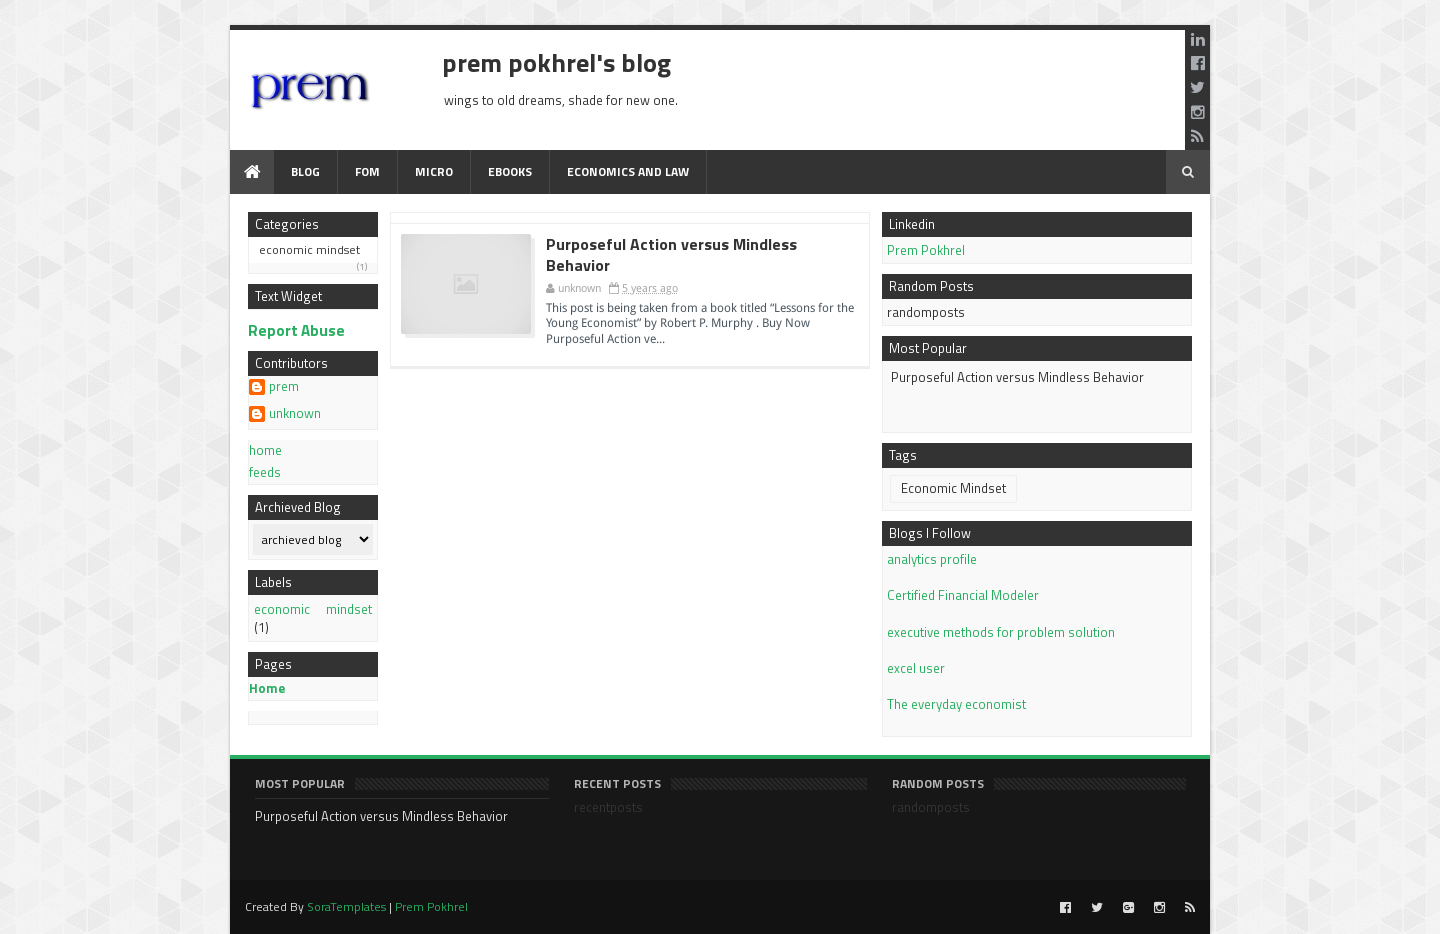 prem
prem pokhrel's blog
wings to old dreams, shade for new one.
BLOG
FOM
MICRO
EBOOKS
ECONOMICS AND LAW
Categories
economic mindset
(1)
Text Widget
Report Abuse
Contributors
prem
unknown
home
feeds
Archieved Blog
archieved blog
Labels
economic mindset
(1)
Pages
Home
Purposeful Action versus Mindless
Behavior
unknown 5 years ago
This post is being taken from a book titled “Lessons for the
Young Economist” by Robert P. Murphy . Buy Now
Purposeful Action ve...
Linkedin
Prem Pokhrel
Random Posts
randomposts
Most Popular
Purposeful Action versus Mindless Behavior
Tags
Economic Mindset
Blogs I Follow
analytics profile
Certified Financial Modeler
executive methods for problem solution
excel user
The everyday economist
MOST POPULAR
Purposeful Action versus Mindless Behavior
RECENT POSTS
recentposts
RANDOM POSTS
randomposts
Created By SoraTemplates | Prem Pokhrel